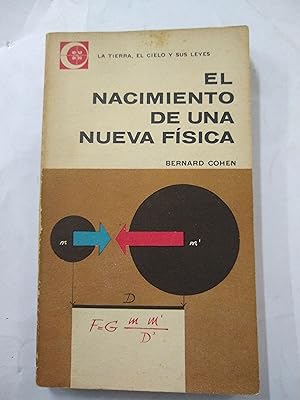 LA TIERRA, EL CIELO Y SUS LEYES
EL
NACIMIENTO
DE UNA
NUEVA FÍSICA
BERNARD COHEN
m
m'
D
F=G m m' / D²